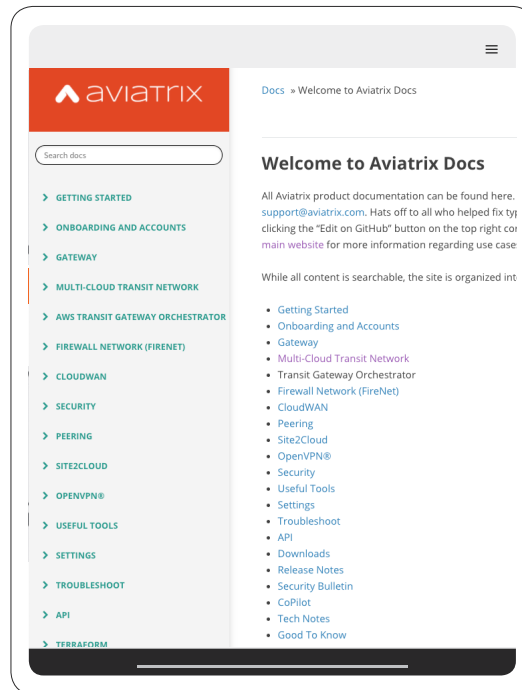 aviatrix
Search docs
GETTING STARTED
ONBOARDING AND ACCOUNTS
GATEWAY
MULTI-CLOUD TRANSIT NETWORK
AWS TRANSIT GATEWAY ORCHESTRATOR
FIREWALL NETWORK (FIRENET)
CLOUDWAN
SECURITY
PEERING
SITE2CLOUD
OPENVPN®
USEFUL TOOLS
SETTINGS
TROUBLESHOOT
API
TERRAFORM
Docs » Welcome to Aviatrix Docs
Welcome to Aviatrix Docs
All Aviatrix product documentation can be found here.
support@aviatrix.com. Hats off to all who helped fix typ
clicking the “Edit on GitHub” button on the top right cor
main website for more information regarding use case
While all content is searchable, the site is organized int
• Getting Started
• Onboarding and Accounts
• Gateway
• Multi-Cloud Transit Network
• Transit Gateway Orchestrator
• Firewall Network (FireNet)
• CloudWAN
• Peering
• Site2Cloud
• OpenVPN®
• Security
• Useful Tools
• Settings
• Troubleshoot
• API
• Downloads
• Release Notes
• Security Bulletin
• CoPilot
• Tech Notes
• Good To Know